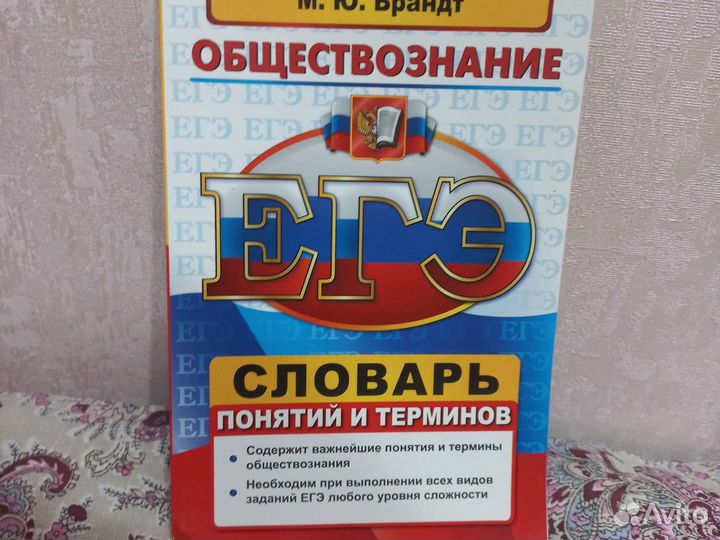 М. Ю. Брандт
ОБЩЕСТВОЗНАНИЕ
ЕГЭ
СЛОВАРЬ
ПОНЯТИЙ И ТЕРМИНОВ
• Содержит важнейшие понятия и термины
обществознания
• Необходим при выполнении всех видов
заданий ЕГЭ любого уровня сложности
Avito